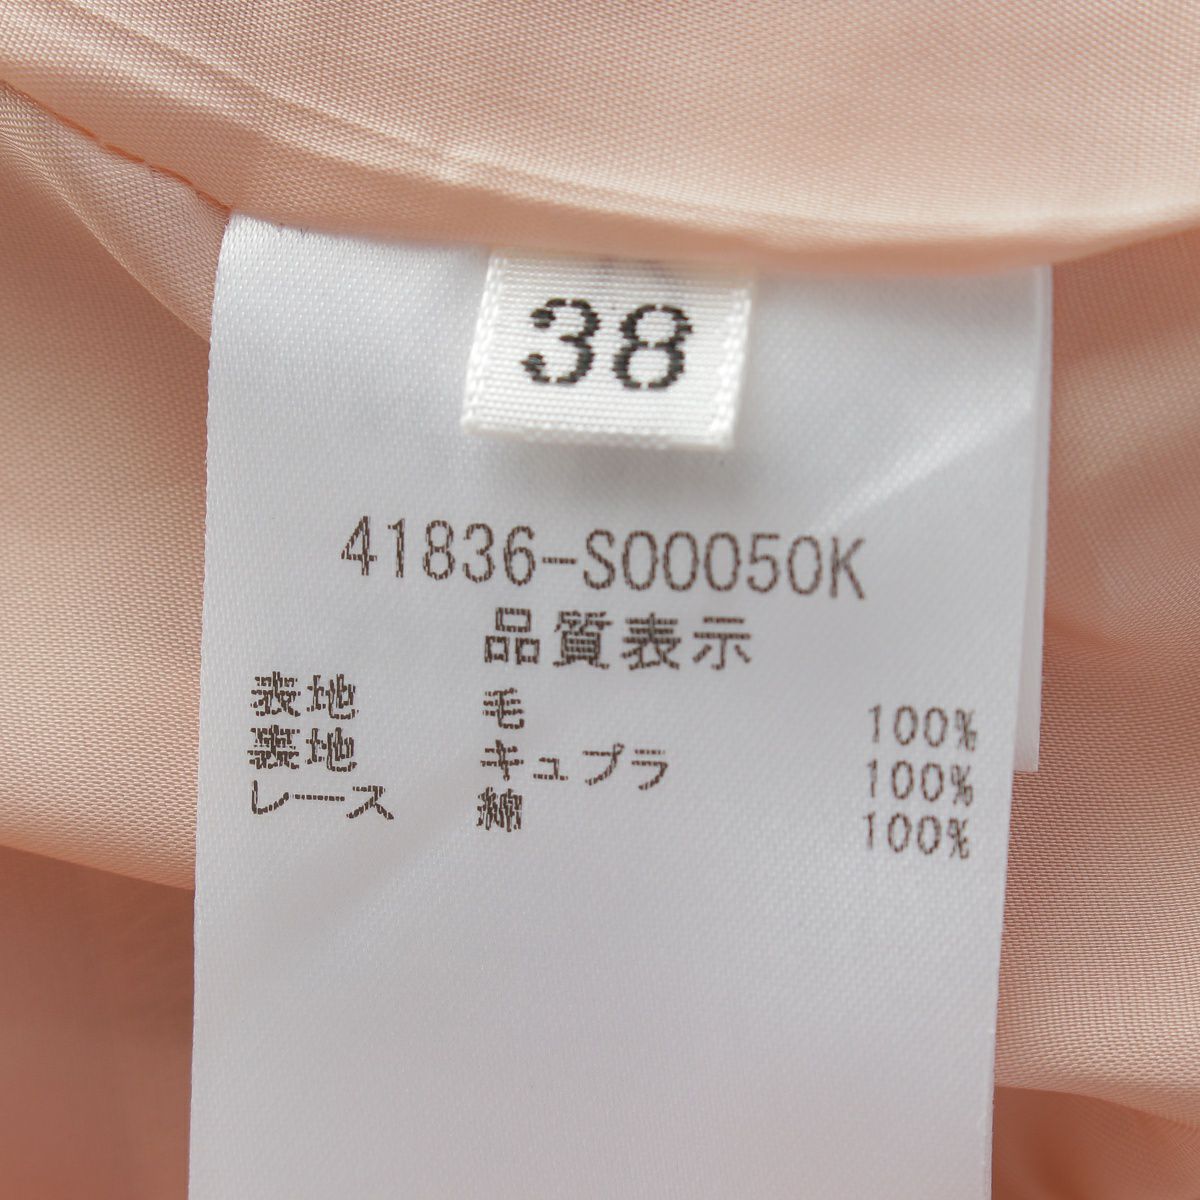 38
41836-S00050K
品質表示
表地 毛 100%
裏地 キュプラ 100%
レース 綿 100%